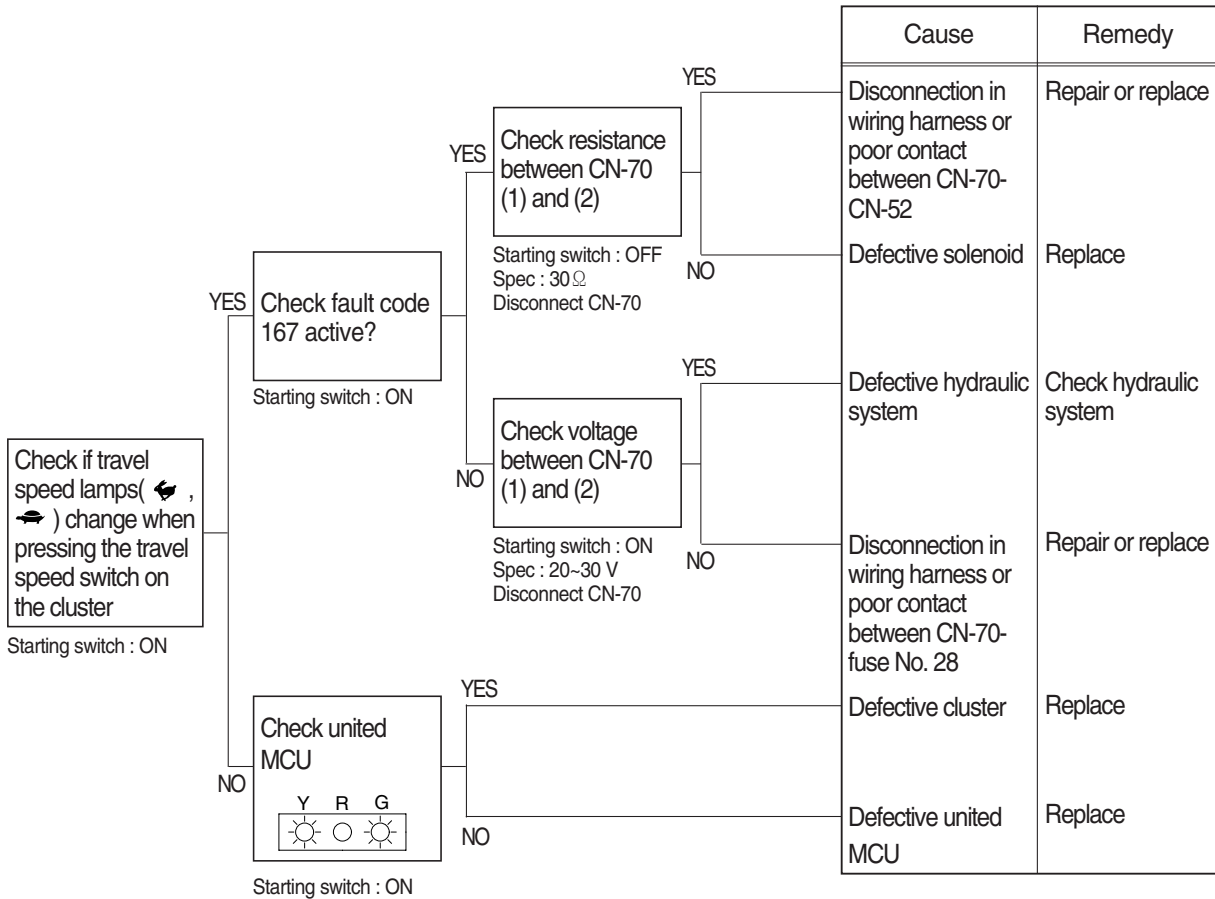 Cause
Remedy
YES
Disconnection in
wiring harness or
poor contact
between CN-70-
CN-52
Repair or replace
YES
Check resistance
between CN-70
(1) and (2)
Starting switch : OFF
Spec : 30Ω
Disconnect CN-70
NO
Defective solenoid
Replace
YES
Check fault code
167 active?
Starting switch : ON
YES
Defective hydraulic
system
Check hydraulic
system
NO
Check voltage
between CN-70
(1) and (2)
Starting switch : ON
Spec : 20~30 V
Disconnect CN-70
NO
Disconnection in
wiring harness or
poor contact
between CN-70-
fuse No. 28
Repair or replace
Check if travel
speed lamps( ,
) change when
pressing the travel
speed switch on
the cluster
Starting switch : ON
YES
Defective cluster
Replace
NO
Check united
MCU
Y R G
Starting switch : ON
NO
Defective united
MCU
Replace